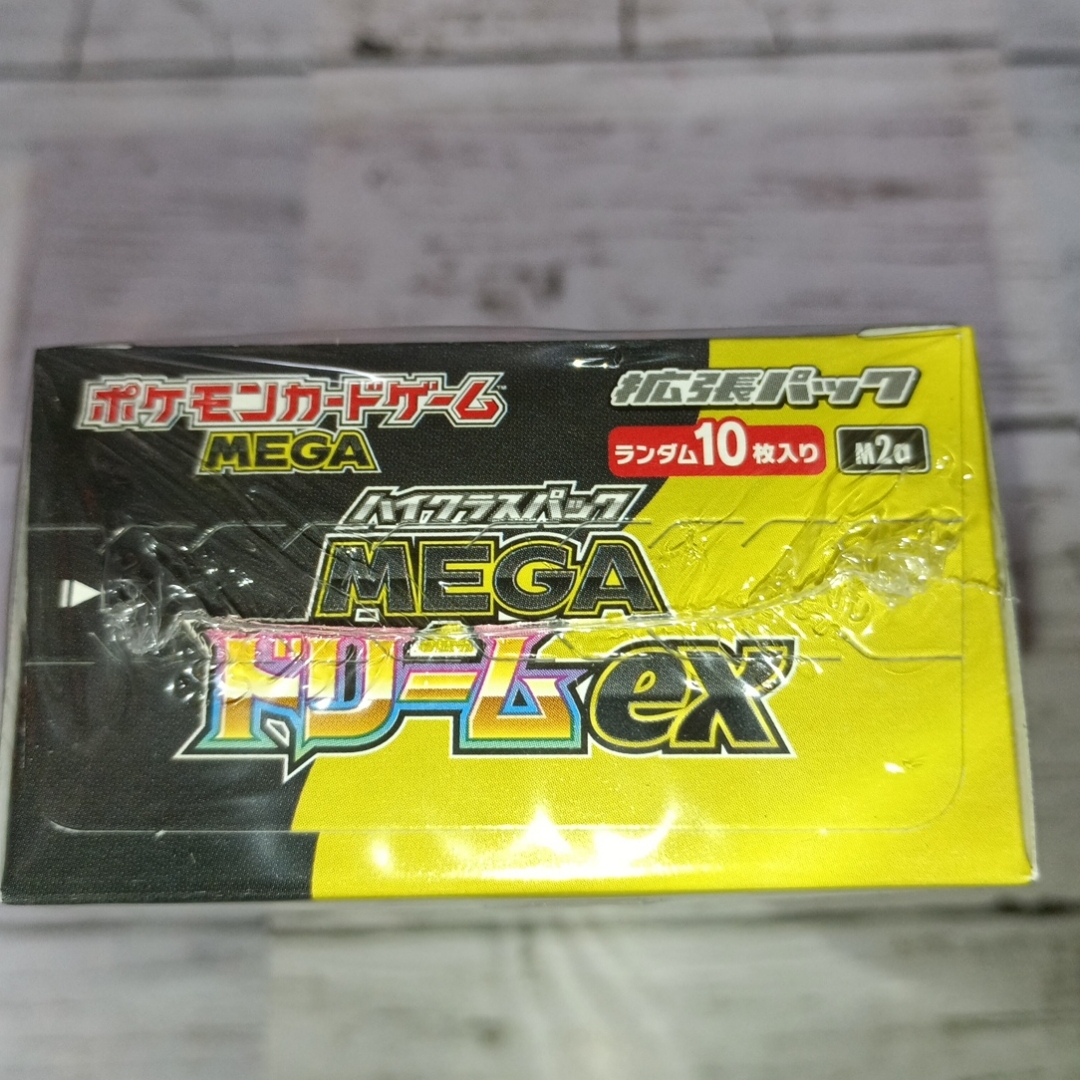 ポケモンカードゲーム
MEGA
拡張パック
ランダム10枚入り M2a
ハイクラスパック
MEGA
ドリームex